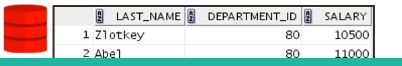 LAST_NAME DEPARTMENT_ID SALARY
1 Zlotkey 80 10500
2 Abel 80 11000